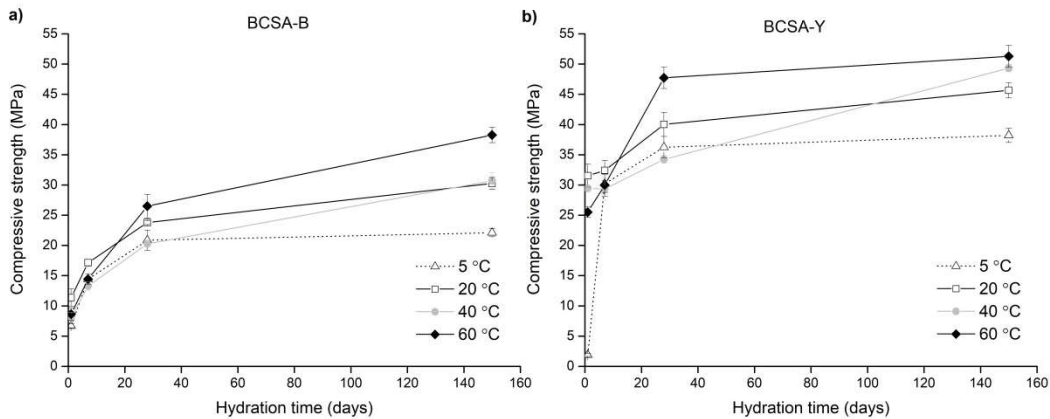 a)
BCSA-B
Compressive strength (MPa)
55
50
45
40
35
30
25
20
15
10
5
0
0 20 40 60 80 100 120 140 160
Hydration time (days)
5 °C
20 °C
40 °C
60 °C
b)
BCSA-Y
Compressive strength (MPa)
55
50
45
40
35
30
25
20
15
10
5
0
0 20 40 60 80 100 120 140 160
Hydration time (days)
5 °C
20 °C
40 °C
60 °C